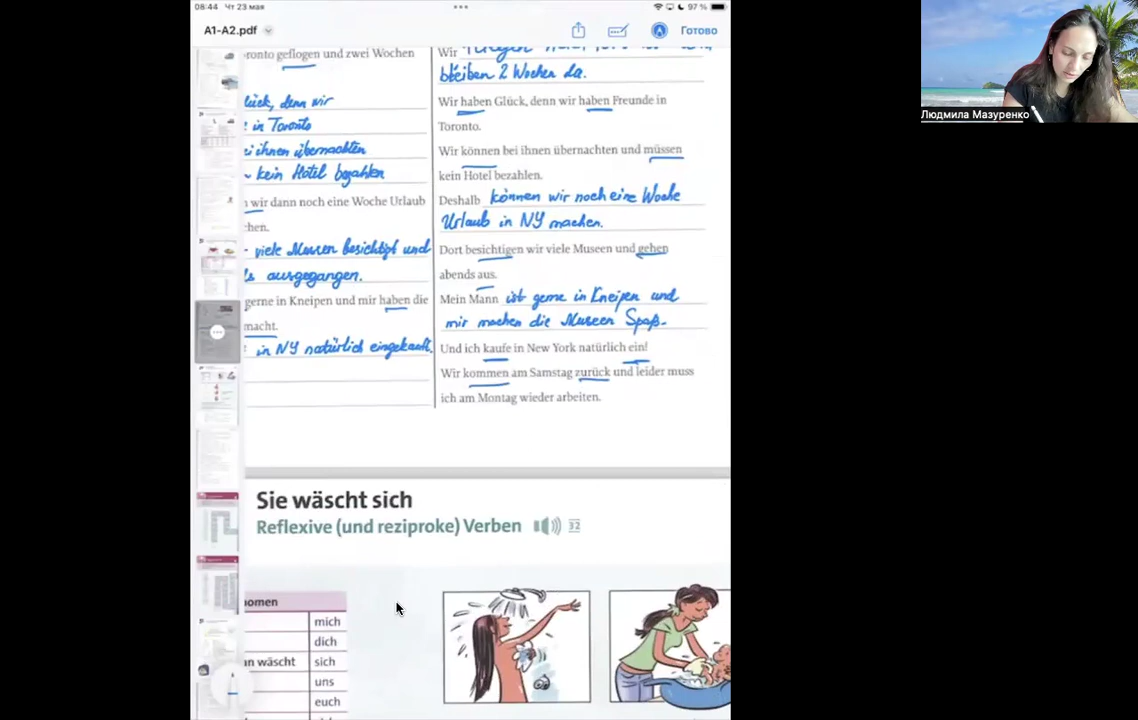 08:44 Чт 23 мая
97 %
A1-A2.pdf
Готово
oronto geflogen und zwei Wochen
lück, denn wir
in Toronto
ei ihnen übernachten
kein Hotel bezahlen
wir dann noch eine Woche Urlaub
chen.
viele Museen besichtigt und
ds ausgegangen.
gerne in Kneipen und mir haben die
macht.
in NY natürlich eingekauft.
Wir
bleiben 2 Wochen da.
Wir haben Glück, denn wir haben Freunde in
Toronto.
Wir können bei ihnen übernachten und müssen
kein Hotel bezahlen.
Deshalb können wir noch eine Woche
Urlaub in NY machen.
Dort besichtigen wir viele Museen und gehen
abends aus.
Mein Mann ist gerne in Kneipen und
mir machen die Museen Spaß.
Und ich kaufe in New York natürlich ein!
Wir kommen am Samstag zurück und leider muss
ich am Montag wieder arbeiten.
Sie wäscht sich
Reflexive (und reziproke) Verben 32
nomen
mich
dich
an wäscht sich
uns
euch
Людмила Мазуренко